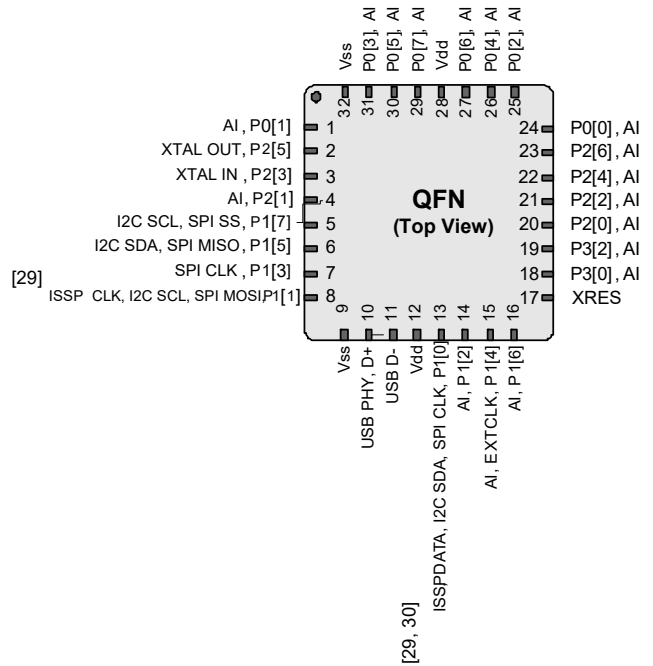 Vss
P0[3], AI
P0[5], AI
P0[7], AI
Vdd
P0[6], AI
P0[4], AI
P0[2], AI
32
31
30
29
28
27
26
25
AI , P0[1]
XTAL OUT, P2[5]
XTAL IN , P2[3]
AI , P2[1]
I2C SCL, SPI SS, P1[7]
I2C SDA, SPI MISO, P1[5]
SPI CLK , P1[3]
[29]
ISSP CLK, I2C SCL, SPI MOSI,P1[1]
1
2
3
4
5
6
7
8
QFN
(Top View)
24
23
22
21
20
19
18
17
P0[0], AI
P2[6], AI
P2[4], AI
P2[2], AI
P2[0], AI
P3[2], AI
P3[0], AI
XRES
9
10
11
12
13
14
15
16
Vss
USB PHY, D+
USB D-
Vdd
ISSPDATA, I2C SDA, SPI CLK, P1[0]
AI, P1[2]
AI, EXTCLK, P1[4]
AI, P1[6]
[29, 30]